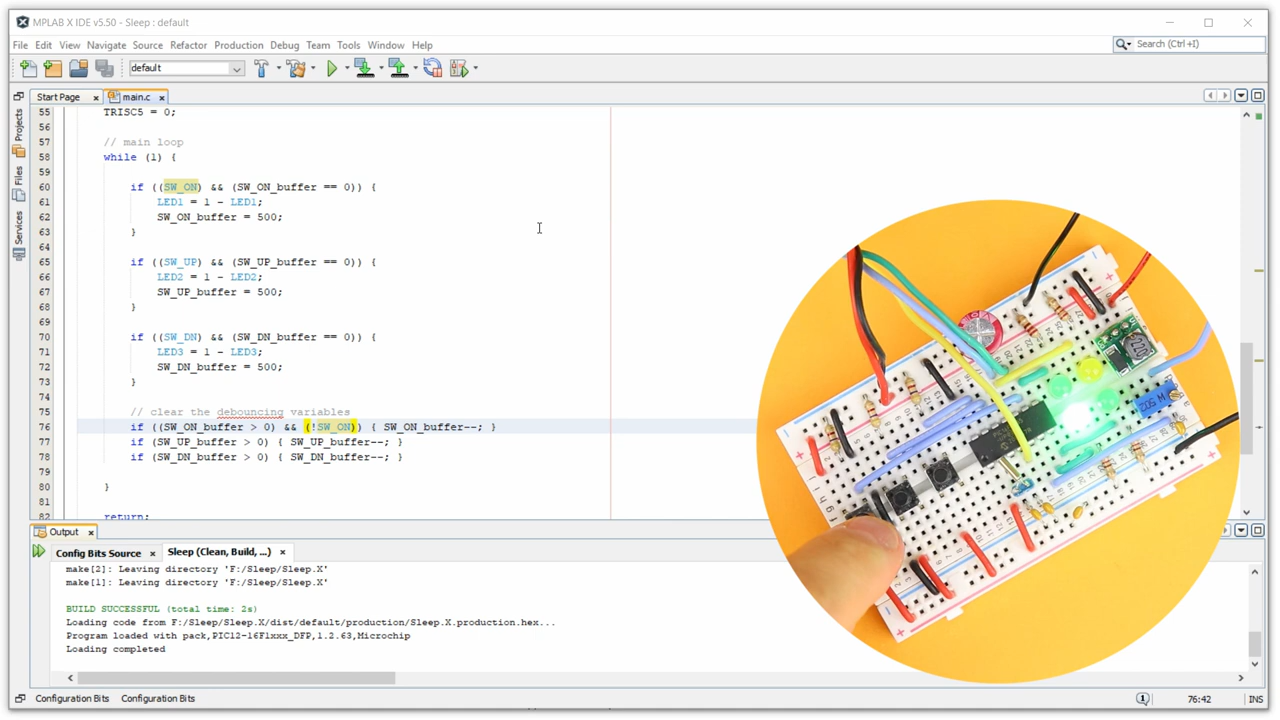 MPLAB X IDE v5.50 - Sleep : default
File Edit View Navigate Source Refactor Production Debug Team Tools Window Help
Search (Ctrl+I)
default
Start Page
main.c
Projects
Files
Services
55 TRISC5 = 0;
56
57 // main loop
58 while (1) {
59
60 if ((SW_ON) && (SW_ON_buffer == 0)) {
61 LED1 = 1 - LED1;
62 SW_ON_buffer = 500;
63 }
64
65 if ((SW_UP) && (SW_UP_buffer == 0)) {
66 LED2 = 1 - LED2;
67 SW_UP_buffer = 500;
68 }
69
70 if ((SW_DN) && (SW_DN_buffer == 0)) {
71 LED3 = 1 - LED3;
72 SW_DN_buffer = 500;
73 }
74
75 // clear the debouncing variables
76 if ((SW_ON_buffer > 0) && (!SW_ON)) { SW_ON_buffer--; }
77 if (SW_UP_buffer > 0) { SW_UP_buffer--; }
78 if (SW_DN_buffer > 0) { SW_DN_buffer--; }
79
80 }
81
82 return;
Output
Config Bits Source
Sleep (Clean, Build, ...)
make[2]: Leaving directory 'F:/Sleep/Sleep.X'
make[1]: Leaving directory 'F:/Sleep/Sleep.X'
BUILD SUCCESSFUL (total time: 2s)
Loading code from F:/Sleep/Sleep.X/dist/default/production/Sleep.X.production.hex...
Program loaded with pack,PIC12-16F1xxx_DFP,1.2.63,Microchip
Loading completed
Configuration Bits
Configuration Bits
1
76:42
INS